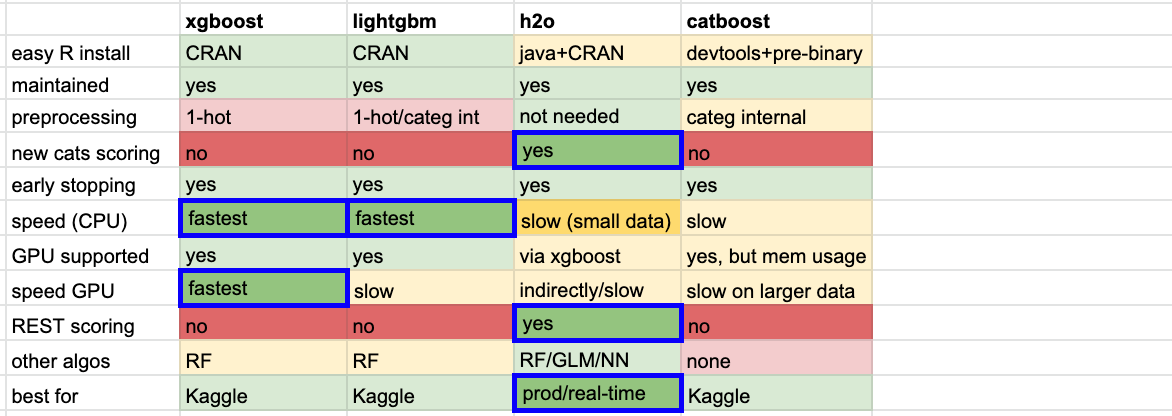 xgboost lightgbm h2o catboost
easy R install CRAN CRAN java+CRAN devtools+pre-binary
maintained yes yes yes yes
preprocessing 1-hot 1-hot/categ int not needed categ internal
new cats scoring no no yes no
early stopping yes yes yes yes
speed (CPU) fastest fastest slow (small data) slow
GPU supported yes yes via xgboost yes, but mem usage
speed GPU fastest slow indirectly/slow slow on larger data
REST scoring no no yes no
other algos RF RF RF/GLM/NN none
best for Kaggle Kaggle prod/real-time Kaggle